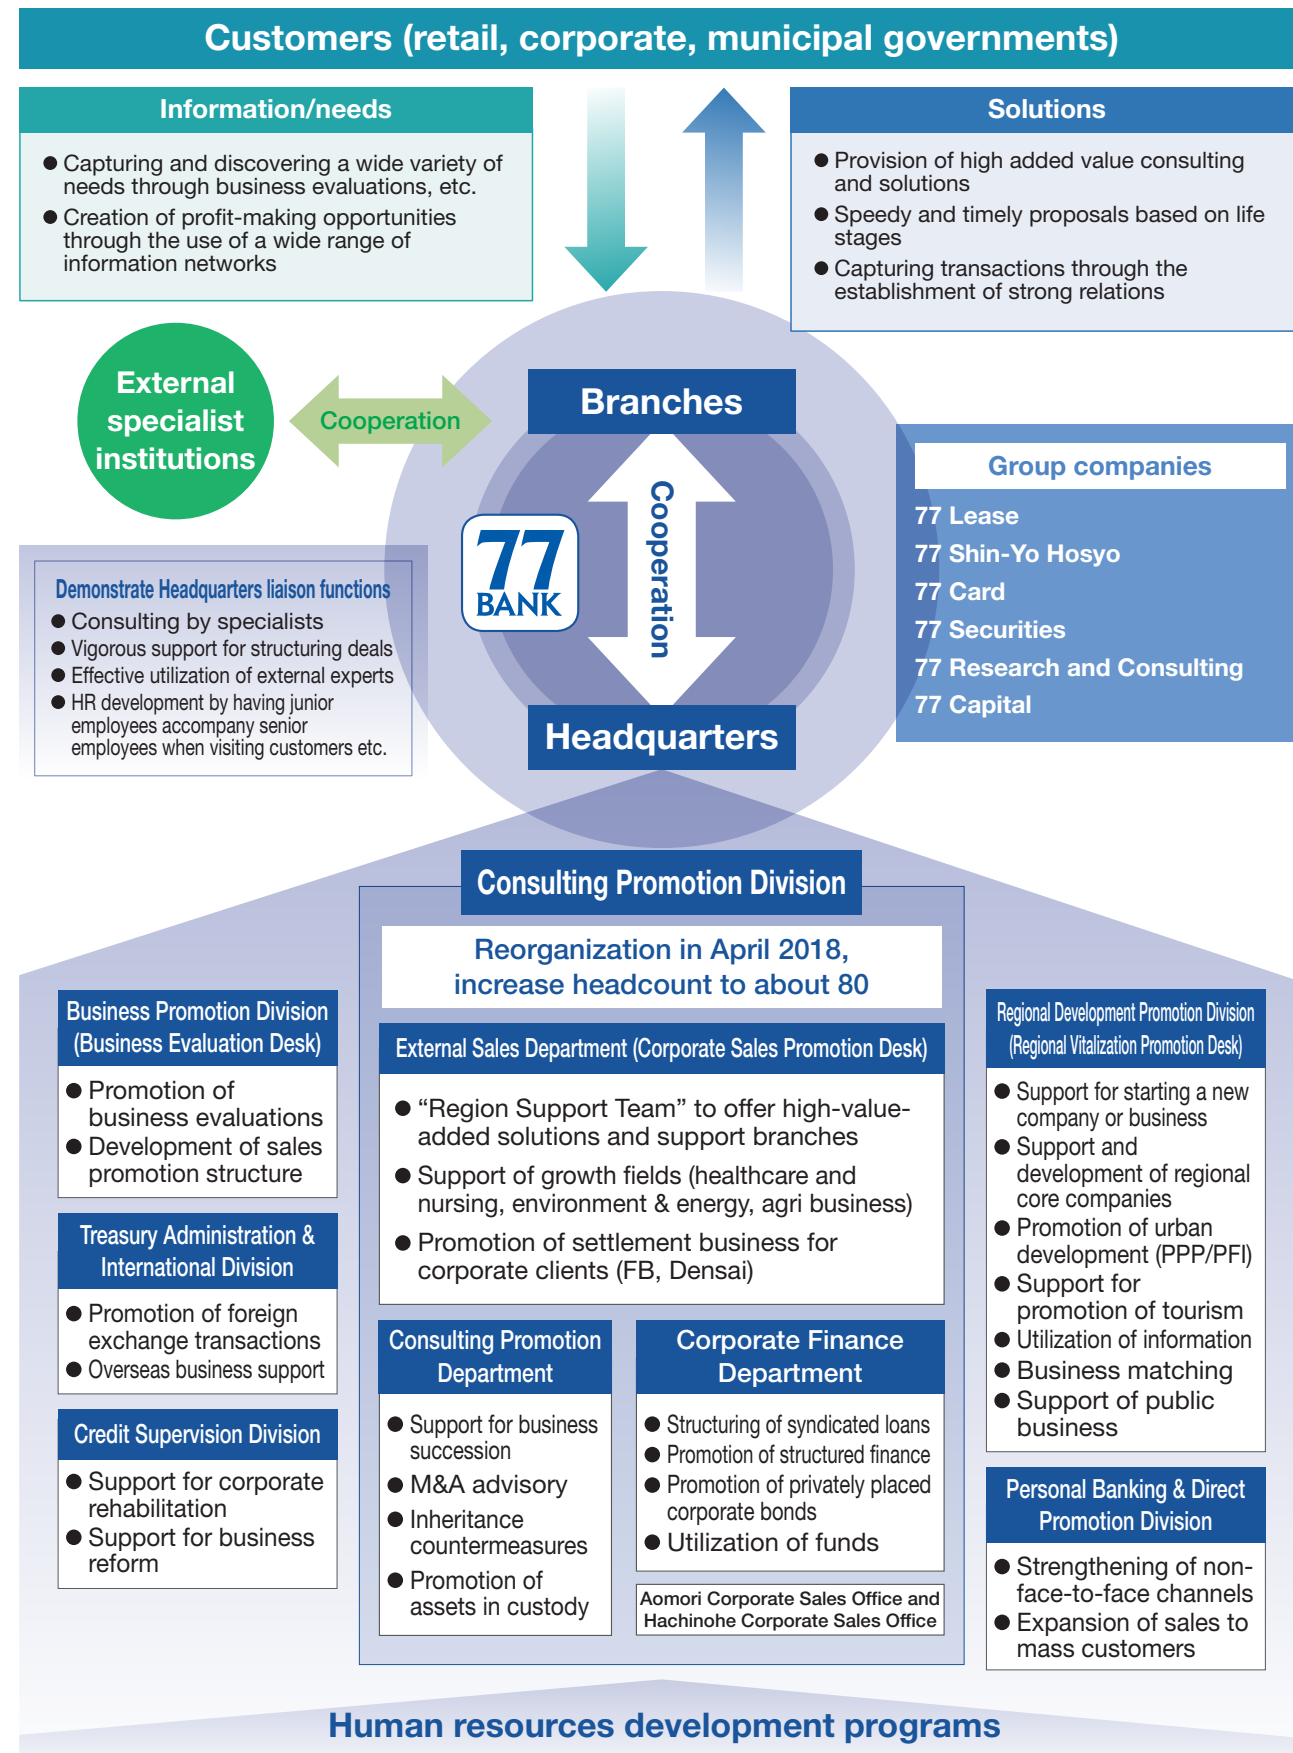 Customers (retail, corporate, municipal governments)
Information/needs
● Capturing and discovering a wide variety of
needs through business evaluations, etc.
● Creation of profit-making opportunities
through the use of a wide range of
information networks
Solutions
● Provision of high added value consulting
and solutions
● Speedy and timely proposals based on life
stages
● Capturing transactions through the
establishment of strong relations
External
specialist
institutions
Cooperation
Branches
Cooperation
77
BANK
Headquarters
Group companies
77 Lease
77 Shin-Yo Hosyo
77 Card
77 Securities
77 Research and Consulting
77 Capital
Demonstrate Headquarters liaison functions
● Consulting by specialists
● Vigorous support for structuring deals
● Effective utilization of external experts
● HR development by having junior
employees accompany senior
employees when visiting customers etc.
Consulting Promotion Division
Reorganization in April 2018,
increase headcount to about 80
Business Promotion Division
(Business Evaluation Desk)
● Promotion of
business evaluations
● Development of sales
promotion structure
Treasury Administration &
International Division
● Promotion of foreign
exchange transactions
● Overseas business support
Credit Supervision Division
● Support for corporate
rehabilitation
● Support for business
reform
External Sales Department (Corporate Sales Promotion Desk)
● “Region Support Team” to offer high-value-
added solutions and support branches
● Support of growth fields (healthcare and
nursing, environment & energy, agri business)
● Promotion of settlement business for
corporate clients (FB, Densai)
Consulting Promotion
Department
● Support for business
succession
● M&A advisory
● Inheritance
countermeasures
● Promotion of
assets in custody
Corporate Finance
Department
● Structuring of syndicated loans
● Promotion of structured finance
● Promotion of privately placed
corporate bonds
● Utilization of funds
Aomori Corporate Sales Office and
Hachinohe Corporate Sales Office
Regional Development Promotion Division
(Regional Vitalization Promotion Desk)
● Support for starting a new
company or business
● Support and
development of regional
core companies
● Promotion of urban
development (PPP/PFI)
● Support for
promotion of tourism
● Utilization of information
● Business matching
● Support of public
business
Personal Banking & Direct
Promotion Division
● Strengthening of non-
face-to-face channels
● Expansion of sales to
mass customers
Human resources development programs